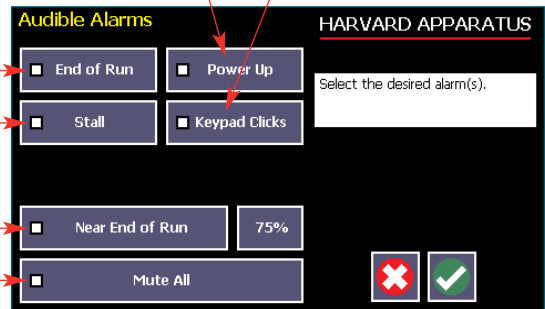 Audible Alarms
HARVARD APPARATUS
End of Run
Power Up
Select the desired alarm(s).
Stall
Keypad Clicks
Near End of Run
75%
Mute All